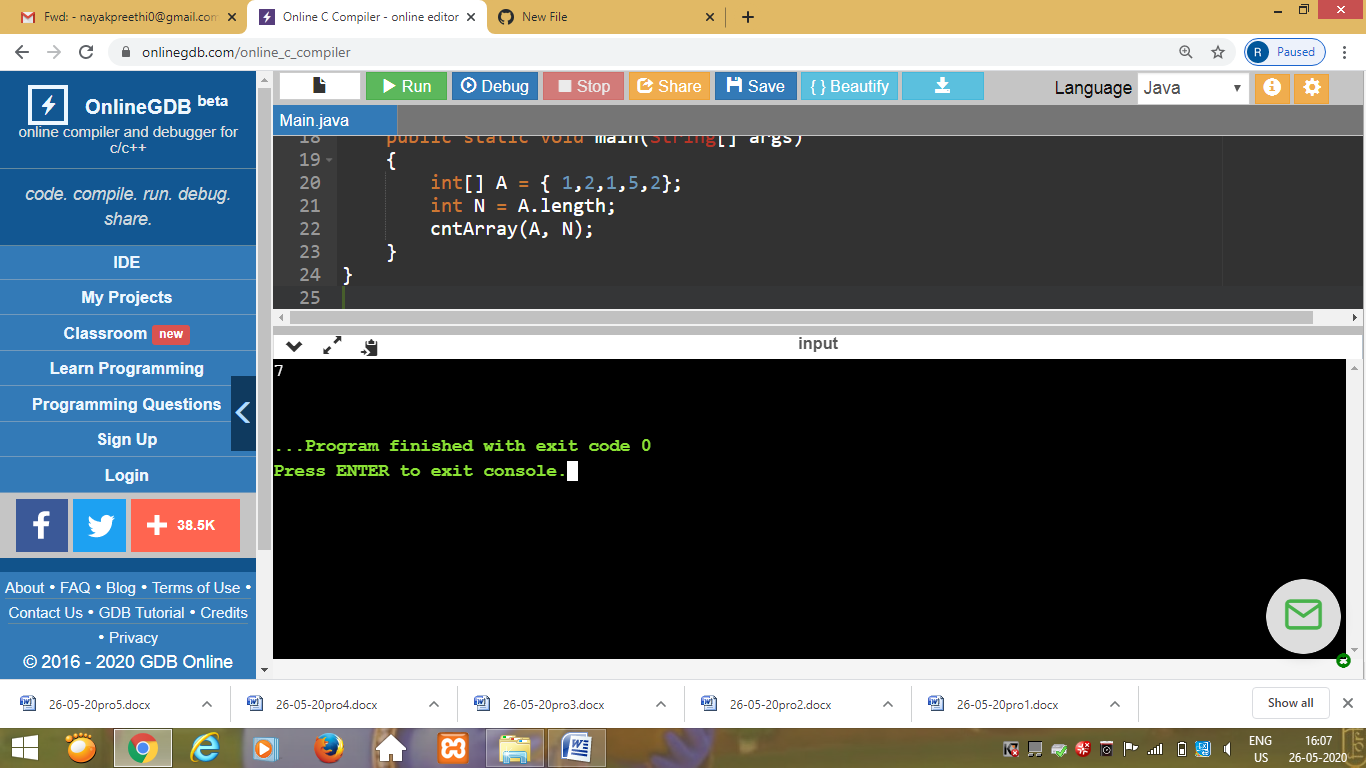 Fwd: - nayakpreethi0@gmail.com
Online C Compiler - online editor
New File
onlinegdb.com/online_c_compiler
R Paused
OnlineGDB beta
online compiler and debugger for
c/c++
code. compile. run. debug.
share.
IDE
My Projects
Classroom new
Learn Programming
Programming Questions
Sign Up
Login
38.5K
About • FAQ • Blog • Terms of Use •
Contact Us • GDB Tutorial • Credits
• Privacy
© 2016 - 2020 GDB Online
Run
Debug
Stop
Share
Save
{ } Beautify
Language Java
Main.java
18 public static void main(String[] args)
19 {
20 int[] A = { 1,2,1,5,2};
21 int N = A.length;
22 cntArray(A, N);
23 }
24 }
25
input
7
...Program finished with exit code 0
Press ENTER to exit console.
26-05-20pro5.docx
26-05-20pro4.docx
26-05-20pro3.docx
26-05-20pro2.docx
26-05-20pro1.docx
Show all
ENG
US
16:07
26-05-2020